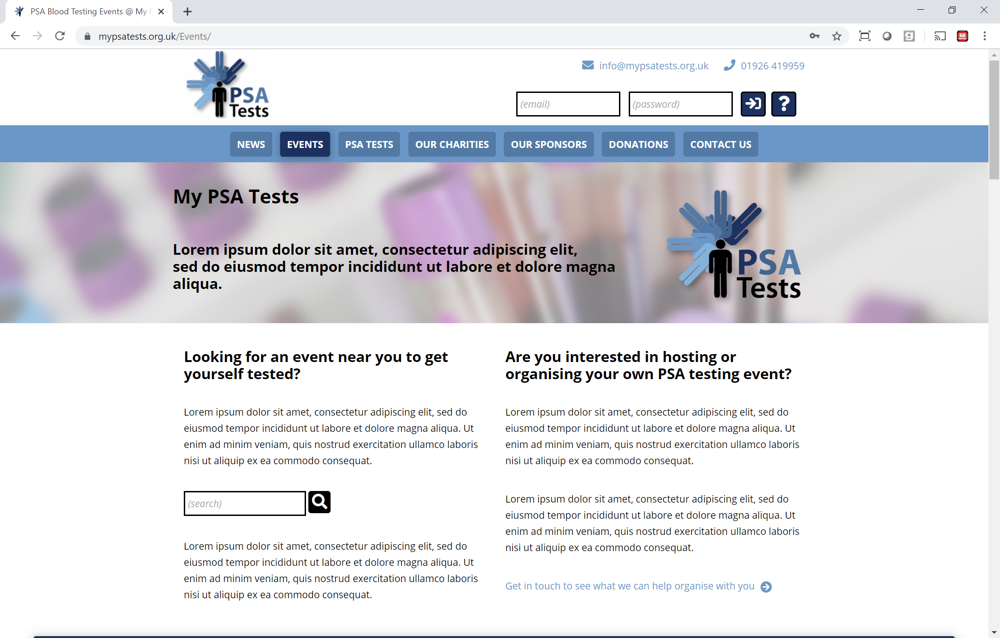 PSA Blood Testing Events @ My
mypsatests.org.uk/Events/
PSA
Tests
info@mypsatests.org.uk
01926 419959
(email)
(password)
NEWS
EVENTS
PSA TESTS
OUR CHARITIES
OUR SPONSORS
DONATIONS
CONTACT US
My PSA Tests
Lorem ipsum dolor sit amet, consectetur adipiscing elit,
sed do eiusmod tempor incididunt ut labore et dolore magna
aliqua.
PSA
Tests
Looking for an event near you to get
yourself tested?
Lorem ipsum dolor sit amet, consectetur adipiscing elit, sed do
eiusmod tempor incididunt ut labore et dolore magna aliqua. Ut
enim ad minim veniam, quis nostrud exercitation ullamco laboris
nisi ut aliquip ex ea commodo consequat.
(search)
Lorem ipsum dolor sit amet, consectetur adipiscing elit, sed do
eiusmod tempor incididunt ut labore et dolore magna aliqua. Ut
enim ad minim veniam, quis nostrud exercitation ullamco laboris
nisi ut aliquip ex ea commodo consequat.
Are you interested in hosting or
organising your own PSA testing event?
Lorem ipsum dolor sit amet, consectetur adipiscing elit, sed do
eiusmod tempor incididunt ut labore et dolore magna aliqua. Ut
enim ad minim veniam, quis nostrud exercitation ullamco laboris
nisi ut aliquip ex ea commodo consequat.
Lorem ipsum dolor sit amet, consectetur adipiscing elit, sed do
eiusmod tempor incididunt ut labore et dolore magna aliqua. Ut
enim ad minim veniam, quis nostrud exercitation ullamco laboris
nisi ut aliquip ex ea commodo consequat.
Get in touch to see what we can help organise with you